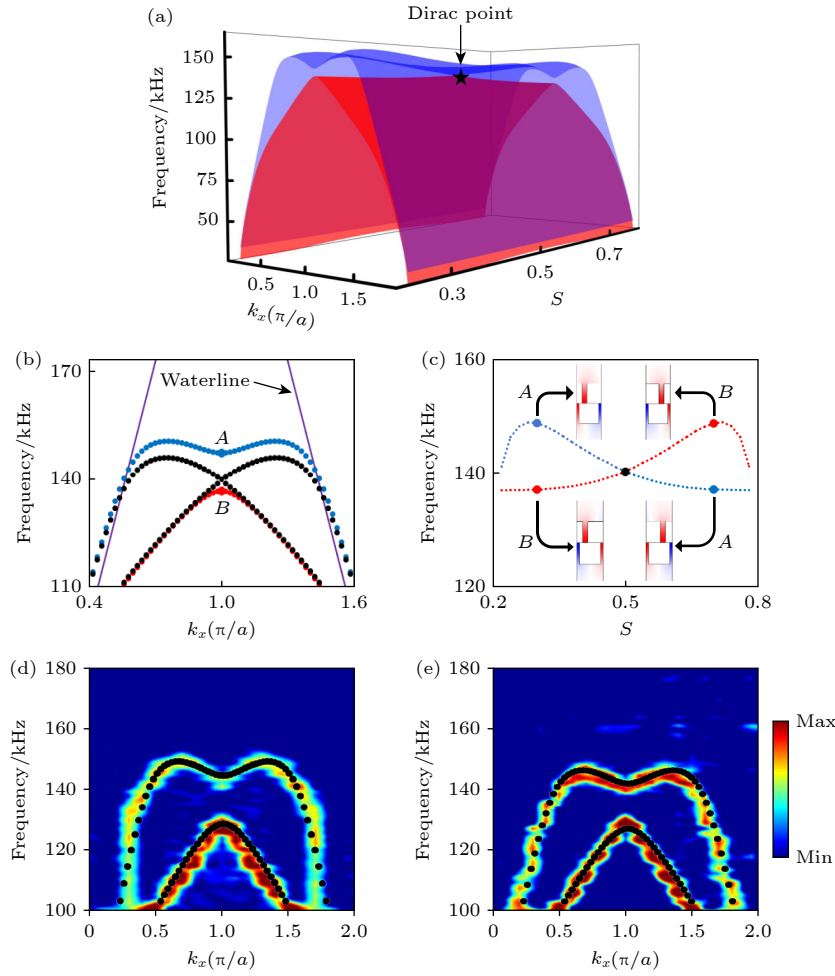 (a)
Dirac point
Frequency/kHz
150
125
100
75
50
0.5
1.0
1.5
k_x(π/a)
0.3
0.5
0.7
S
(b)
Frequency/kHz
170
140
110
Waterline
A
B
0.4
1.0
1.6
k_x(π/a)
(c)
Frequency/kHz
160
140
120
A
B
B
A
0.2
0.5
0.8
S
(d)
Frequency/kHz
180
160
140
120
100
0
0.5
1.0
1.5
2.0
k_x(π/a)
(e)
Frequency/kHz
180
160
140
120
100
0
0.5
1.0
1.5
2.0
k_x(π/a)
Max
Min